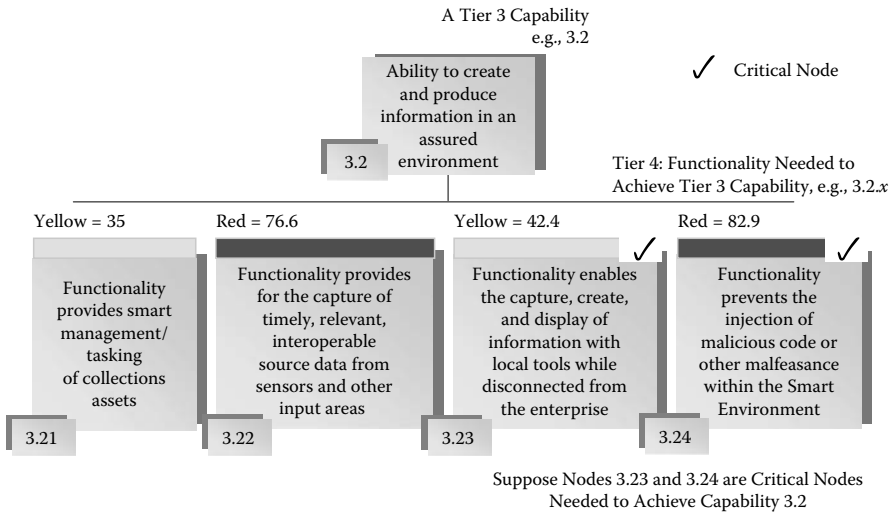 A Tier 3 Capability
e.g., 3.2
Critical Node
Ability to create
and produce
information in an
assured
environment
3.2
Tier 4: Functionality Needed to
Achieve Tier 3 Capability, e.g., 3.2.x
Yellow = 35
Functionality
provides smart
management/
tasking
of collections
assets
3.21
Red = 76.6
Functionality provides
for the capture of
timely, relevant,
interoperable
source data from
sensors and other
input areas
3.22
Yellow = 42.4
Functionality enables
the capture, create,
and display of
information with
local tools while
disconnected from
the enterprise
3.23
Red = 82.9
Functionality
prevents the
injection of
malicious code or
other malfeasance
within the Smart
Environment
3.24
Suppose Nodes 3.23 and 3.24 are Critical Nodes
Needed to Achieve Capability 3.2